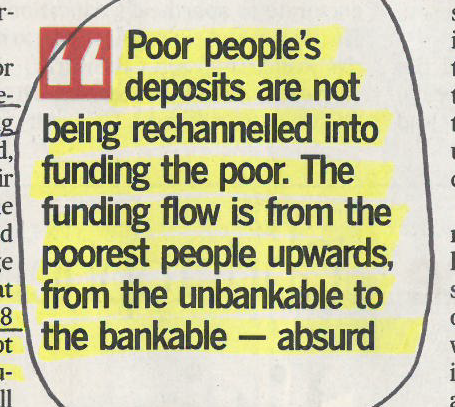 “ Poor people's
deposits are not
being rechannelled into
funding the poor. The
funding flow is from the
poorest people upwards,
from the unbankable to
the bankable — absurd